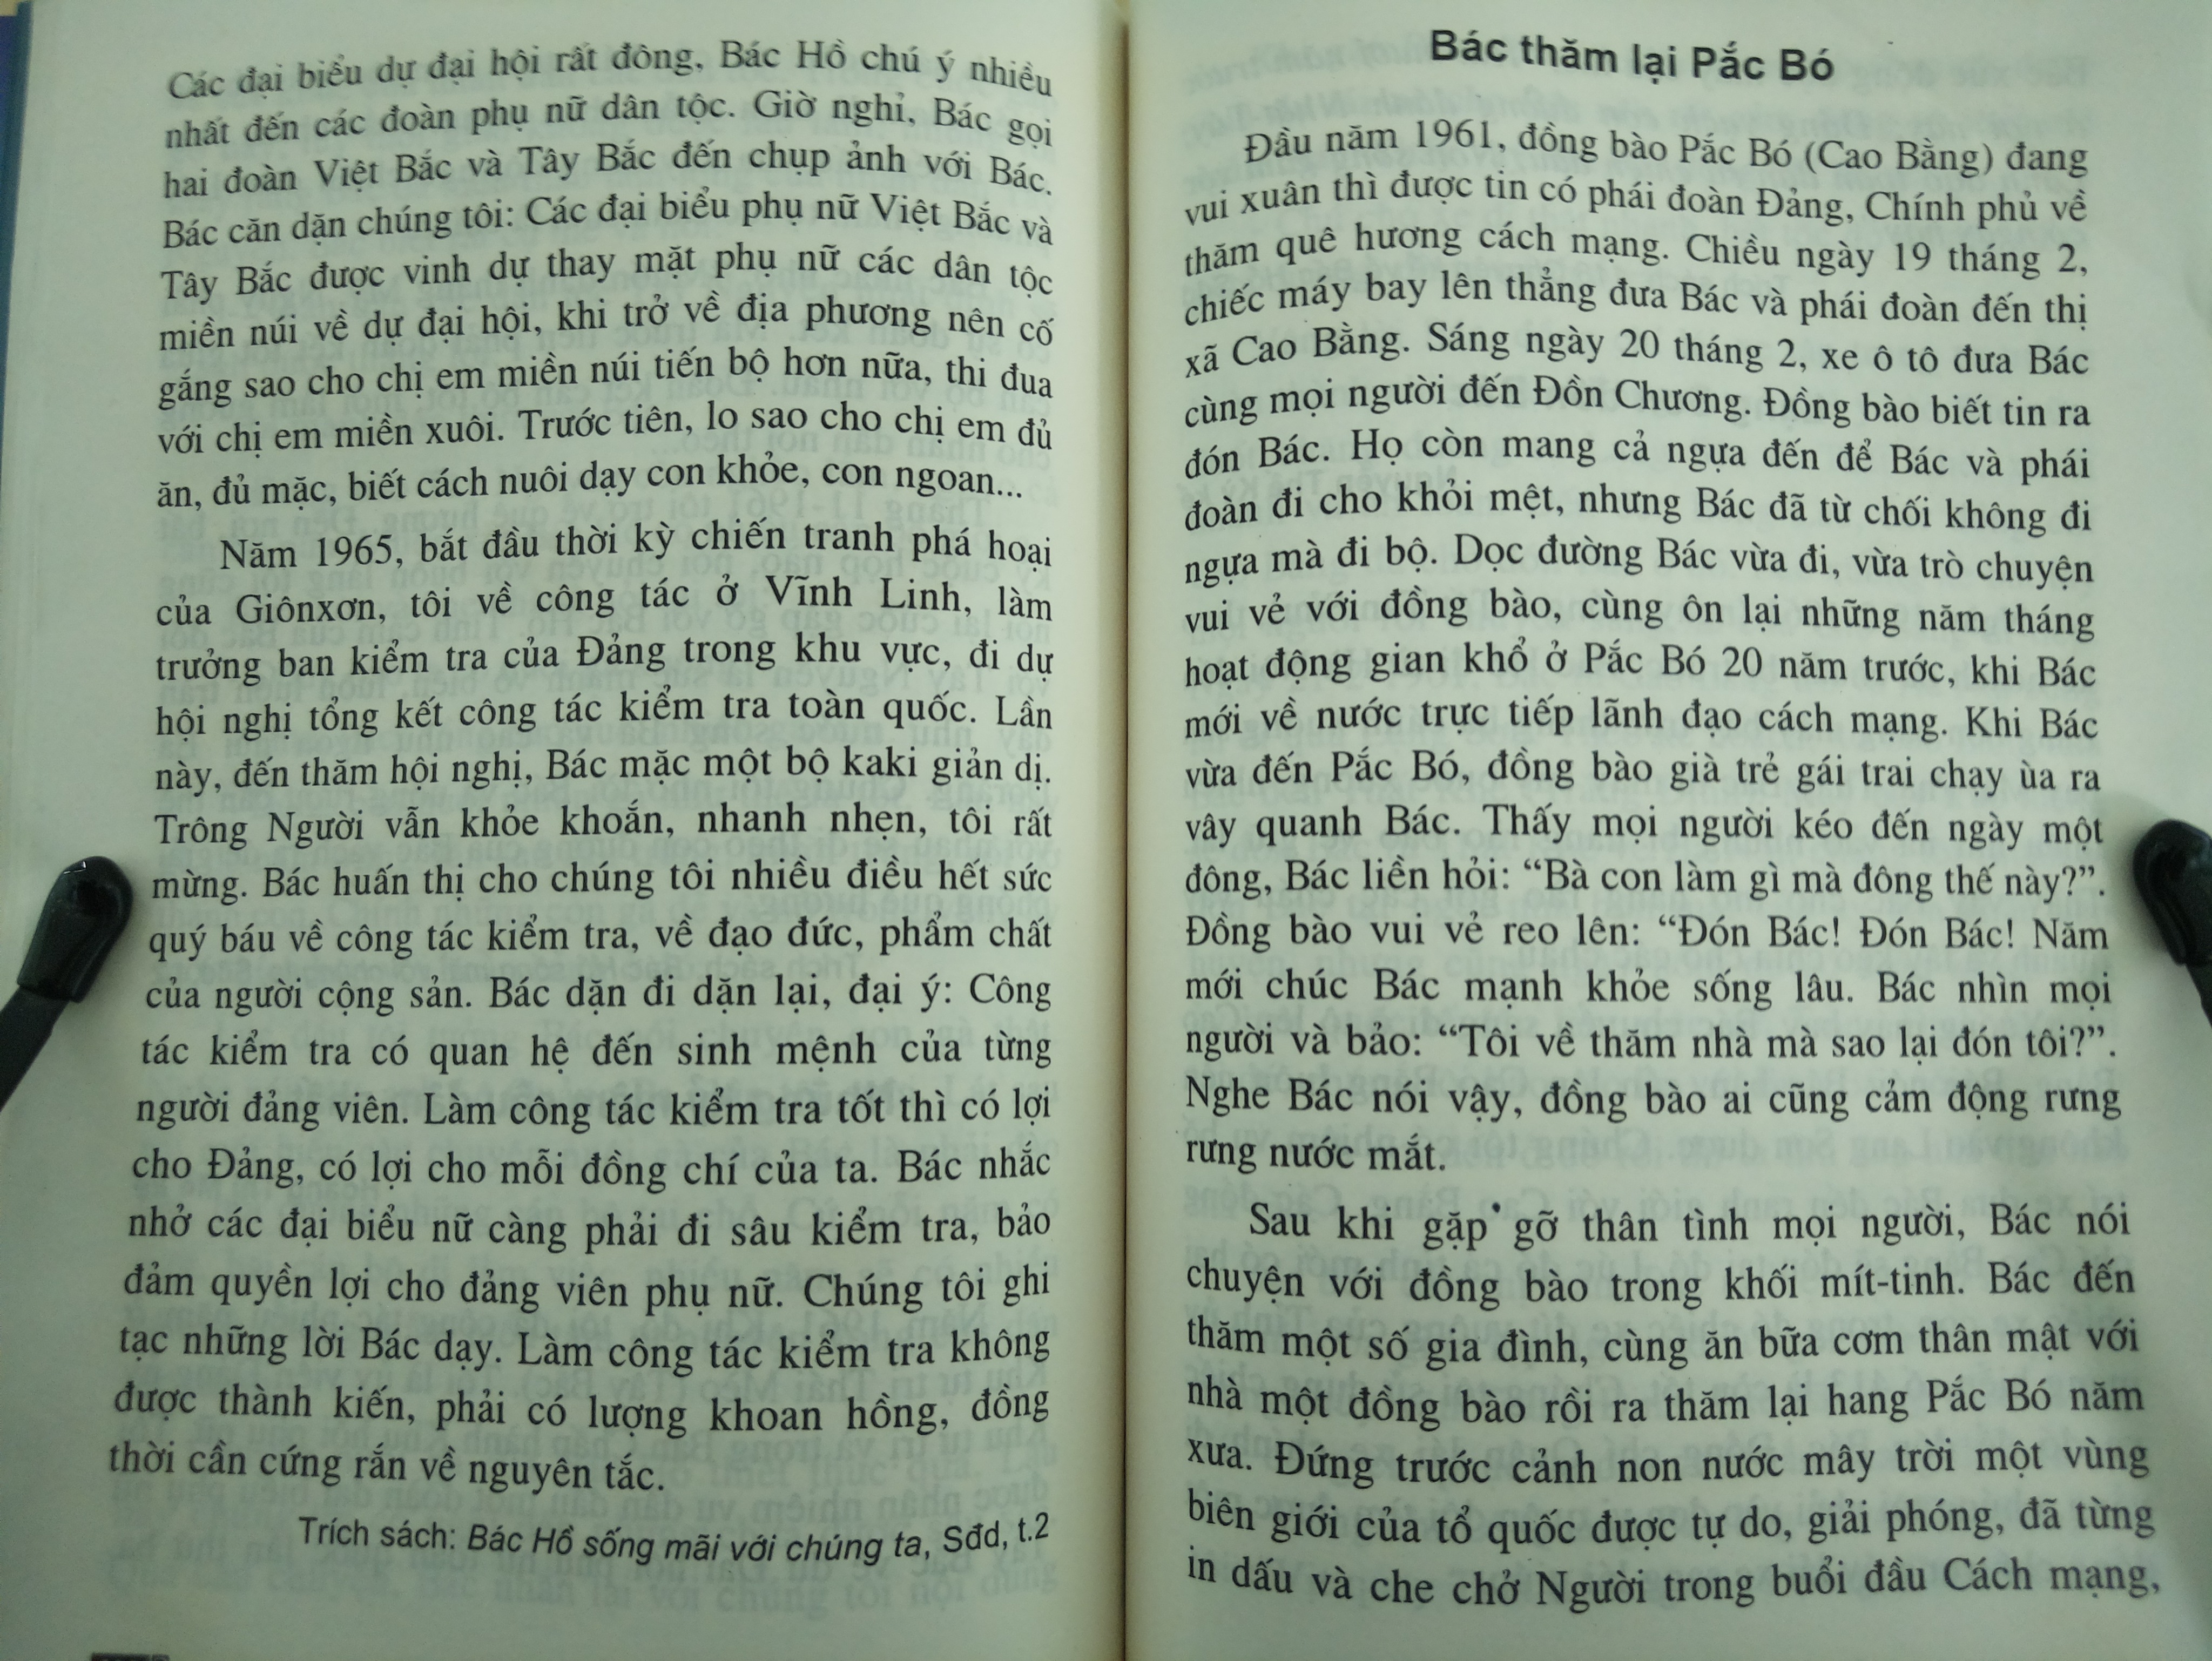 Các đại biểu dự đại hội rất đông, Bác Hồ chú ý nhiều
nhất đến các đoàn phụ nữ dân tộc. Giờ nghỉ, Bác gọi
hai đoàn Việt Bắc và Tây Bắc đến chụp ảnh với Bác.
Bác căn dặn chúng tôi: Các đại biểu phụ nữ Việt Bắc và
Tây Bắc được vinh dự thay mặt phụ nữ các dân tộc
miền núi về dự đại hội, khi trở về địa phương nên cố
gắng sao cho chị em miền núi tiến bộ hơn nữa, thi đua
với chị em miền xuôi. Trước tiên, lo sao cho chị em đủ
ăn, đủ mặc, biết cách nuôi dạy con khỏe, con ngoan...
Năm 1965, bắt đầu thời kỳ chiến tranh phá hoại
của Giônxơn, tôi về công tác ở Vĩnh Linh, làm
trưởng ban kiểm tra của Đảng trong khu vực, đi dự
hội nghị tổng kết công tác kiểm tra toàn quốc. Lần
này, đến thăm hội nghị, Bác mặc một bộ kaki giản dị.
Trông Người vẫn khỏe khoắn, nhanh nhẹn, tôi rất
mừng. Bác huấn thị cho chúng tôi nhiều điều hết sức
quý báu về công tác kiểm tra, về đạo đức, phẩm chất
của người cộng sản. Bác dặn đi dặn lại, đại ý: Công
tác kiểm tra có quan hệ đến sinh mệnh của từng
người đảng viên. Làm công tác kiểm tra tốt thì có lợi
cho Đảng, có lợi cho mỗi đồng chí của ta. Bác nhắc
nhở các đại biểu nữ càng phải đi sâu kiểm tra, bảo
đảm quyền lợi cho đảng viên phụ nữ. Chúng tôi ghi
tạc những lời Bác dạy. Làm công tác kiểm tra không
được thành kiến, phải có lượng khoan hồng, đồng
thời cần cứng rắn về nguyên tắc.
Trích sách: Bác Hồ sống mãi với chúng ta, Sđd, t.2
Bác thăm lại Pắc Bó
Đầu năm 1961, đồng bào Pắc Bó (Cao Bằng) đang
vui xuân thì được tin có phái đoàn Đảng, Chính phủ về
thăm quê hương cách mạng. Chiều ngày 19 tháng 2,
chiếc máy bay lên thẳng đưa Bác và phái đoàn đến thị
xã Cao Bằng. Sáng ngày 20 tháng 2, xe ô tô đưa Bác
cùng mọi người đến Đồn Chương. Đồng bào biết tin ra
đón Bác. Họ còn mang cả ngựa đến để Bác và phái
đoàn đi cho khỏi mệt, nhưng Bác đã từ chối không đi
ngựa mà đi bộ. Dọc đường Bác vừa đi, vừa trò chuyện
vui vẻ với đồng bào, cùng ôn lại những năm tháng
hoạt động gian khổ ở Pắc Bó 20 năm trước, khi Bác
mới về nước trực tiếp lãnh đạo cách mạng. Khi Bác
vừa đến Pắc Bó, đồng bào già trẻ gái trai chạy ùa ra
vây quanh Bác. Thấy mọi người kéo đến ngày một
đông, Bác liền hỏi: “Bà con làm gì mà đông thế này?”.
Đồng bào vui vẻ reo lên: “Đón Bác! Đón Bác! Năm
mới chúc Bác mạnh khỏe sống lâu. Bác nhìn mọi
người và bảo: “Tôi về thăm nhà mà sao lại đón tôi?”.
Nghe Bác nói vậy, đồng bào ai cũng cảm động rưng
rưng nước mắt.
Sau khi gặp gỡ thân tình mọi người, Bác nói
chuyện với đồng bào trong khối mít-tinh. Bác đến
thăm một số gia đình, cùng ăn bữa cơm thân mật với
nhà một đồng bào rồi ra thăm lại hang Pắc Bó năm
xưa. Đứng trước cảnh non nước mây trời một vùng
biên giới của tổ quốc được tự do, giải phóng, đã từng
in dấu và che chở Người trong buổi đầu Cách mạng,